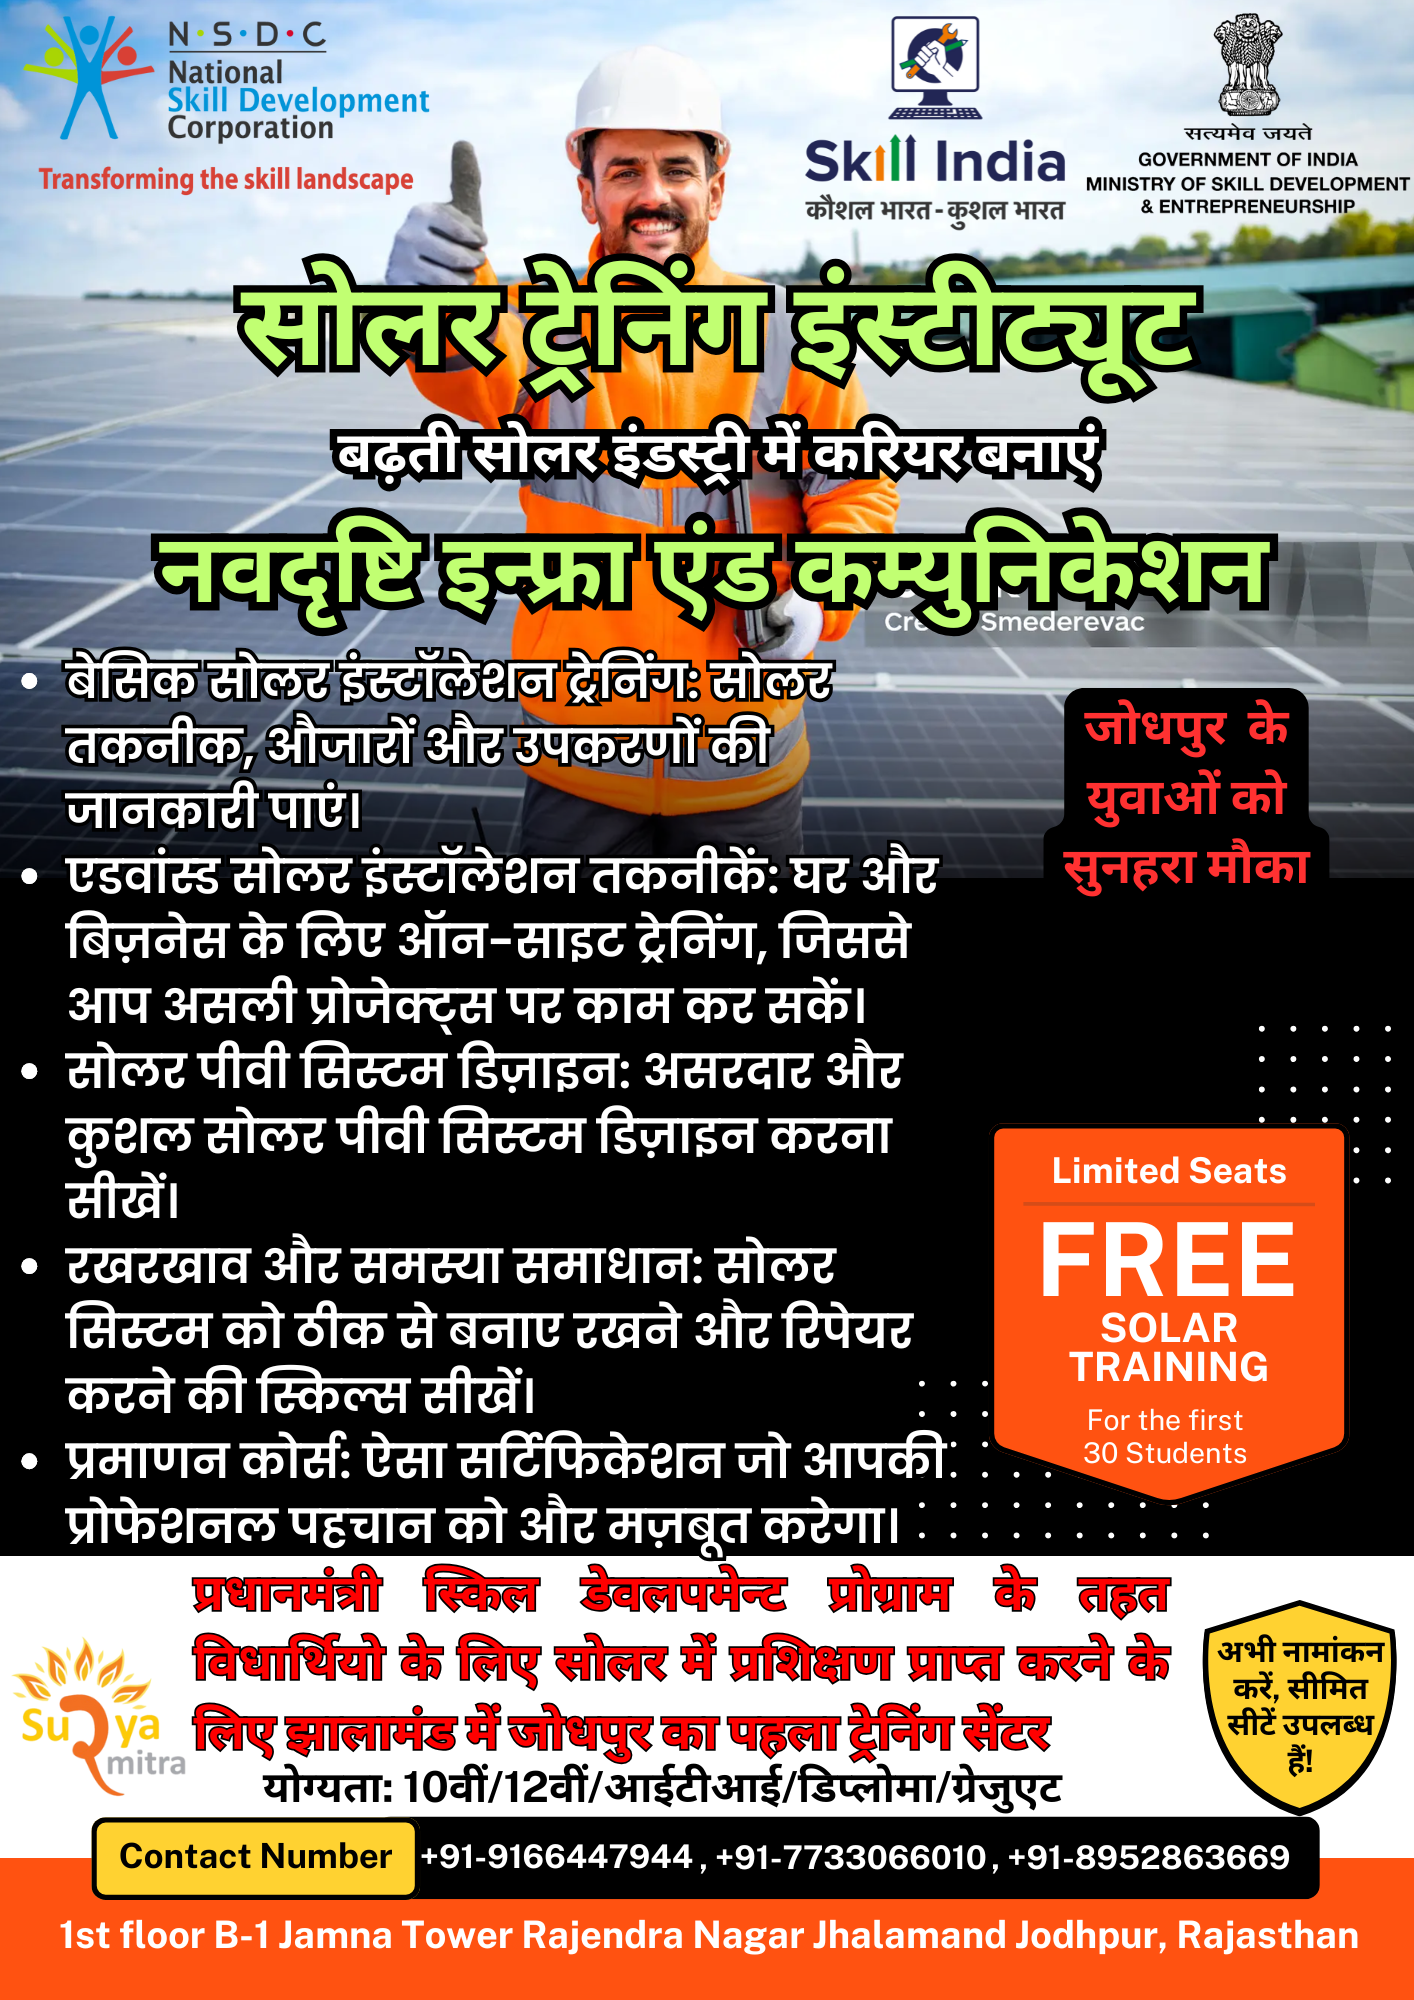 N·S·D·C
National
Skill Development
Corporation
Transforming the skill landscape
Skill India
कौशल भारत - कुशल भारत
सत्यमेव जयते
GOVERNMENT OF INDIA
MINISTRY OF SKILL DEVELOPMENT
& ENTREPRENEURSHIP
सोलर ट्रेनिंग इंस्टीट्यूट
बढ़ती सोलर इंडस्ट्री में करियर बनाएं
नवदृष्टि इन्फ्रा एंड कम्युनिकेशन
Smederevac
• बेसिक सोलर इंस्टॉलेशन ट्रेनिंग: सोलर
तकनीक, औजारों और उपकरणों की
जानकारी पाएं।
• एडवांस्ड सोलर इंस्टॉलेशन तकनीकें: घर और
बिज़नेस के लिए ऑन-साइट ट्रेनिंग, जिससे
आप असली प्रोजेक्ट्स पर काम कर सकें।
• सोलर पीवी सिस्टम डिज़ाइन: असरदार और
कुशल सोलर पीवी सिस्टम डिज़ाइन करना
सीखें।
• रखरखाव और समस्या समाधान: सोलर
सिस्टम को ठीक से बनाए रखने और रिपेयर
करने की स्किल्स सीखें।
• प्रमाणन कोर्स: ऐसा सर्टिफिकेशन जो आपकी
प्रोफेशनल पहचान को और मज़बूत करेगा।
जोधपुर के
युवाओं को
सुनहरा मौका
Limited Seats
FREE
SOLAR
TRAINING
For the first
30 Students
प्रधानमंत्री स्किल डेवलपमेन्ट प्रोग्राम के तहत
विधार्थियो के लिए सोलर में प्रशिक्षण प्राप्त करने के
लिए झालामंड में जोधपुर का पहला ट्रेनिंग सेंटर
योग्यता: 10वीं/12वीं/आईटीआई/डिप्लोमा/ग्रेजुएट
Surya
mitra
अभी नामांकन
करें, सीमित
सीटें उपलब्ध
हैं!
Contact Number +91-9166447944 , +91-7733066010 , +91-8952863669
1st floor B-1 Jamna Tower Rajendra Nagar Jhalamand Jodhpur, Rajasthan